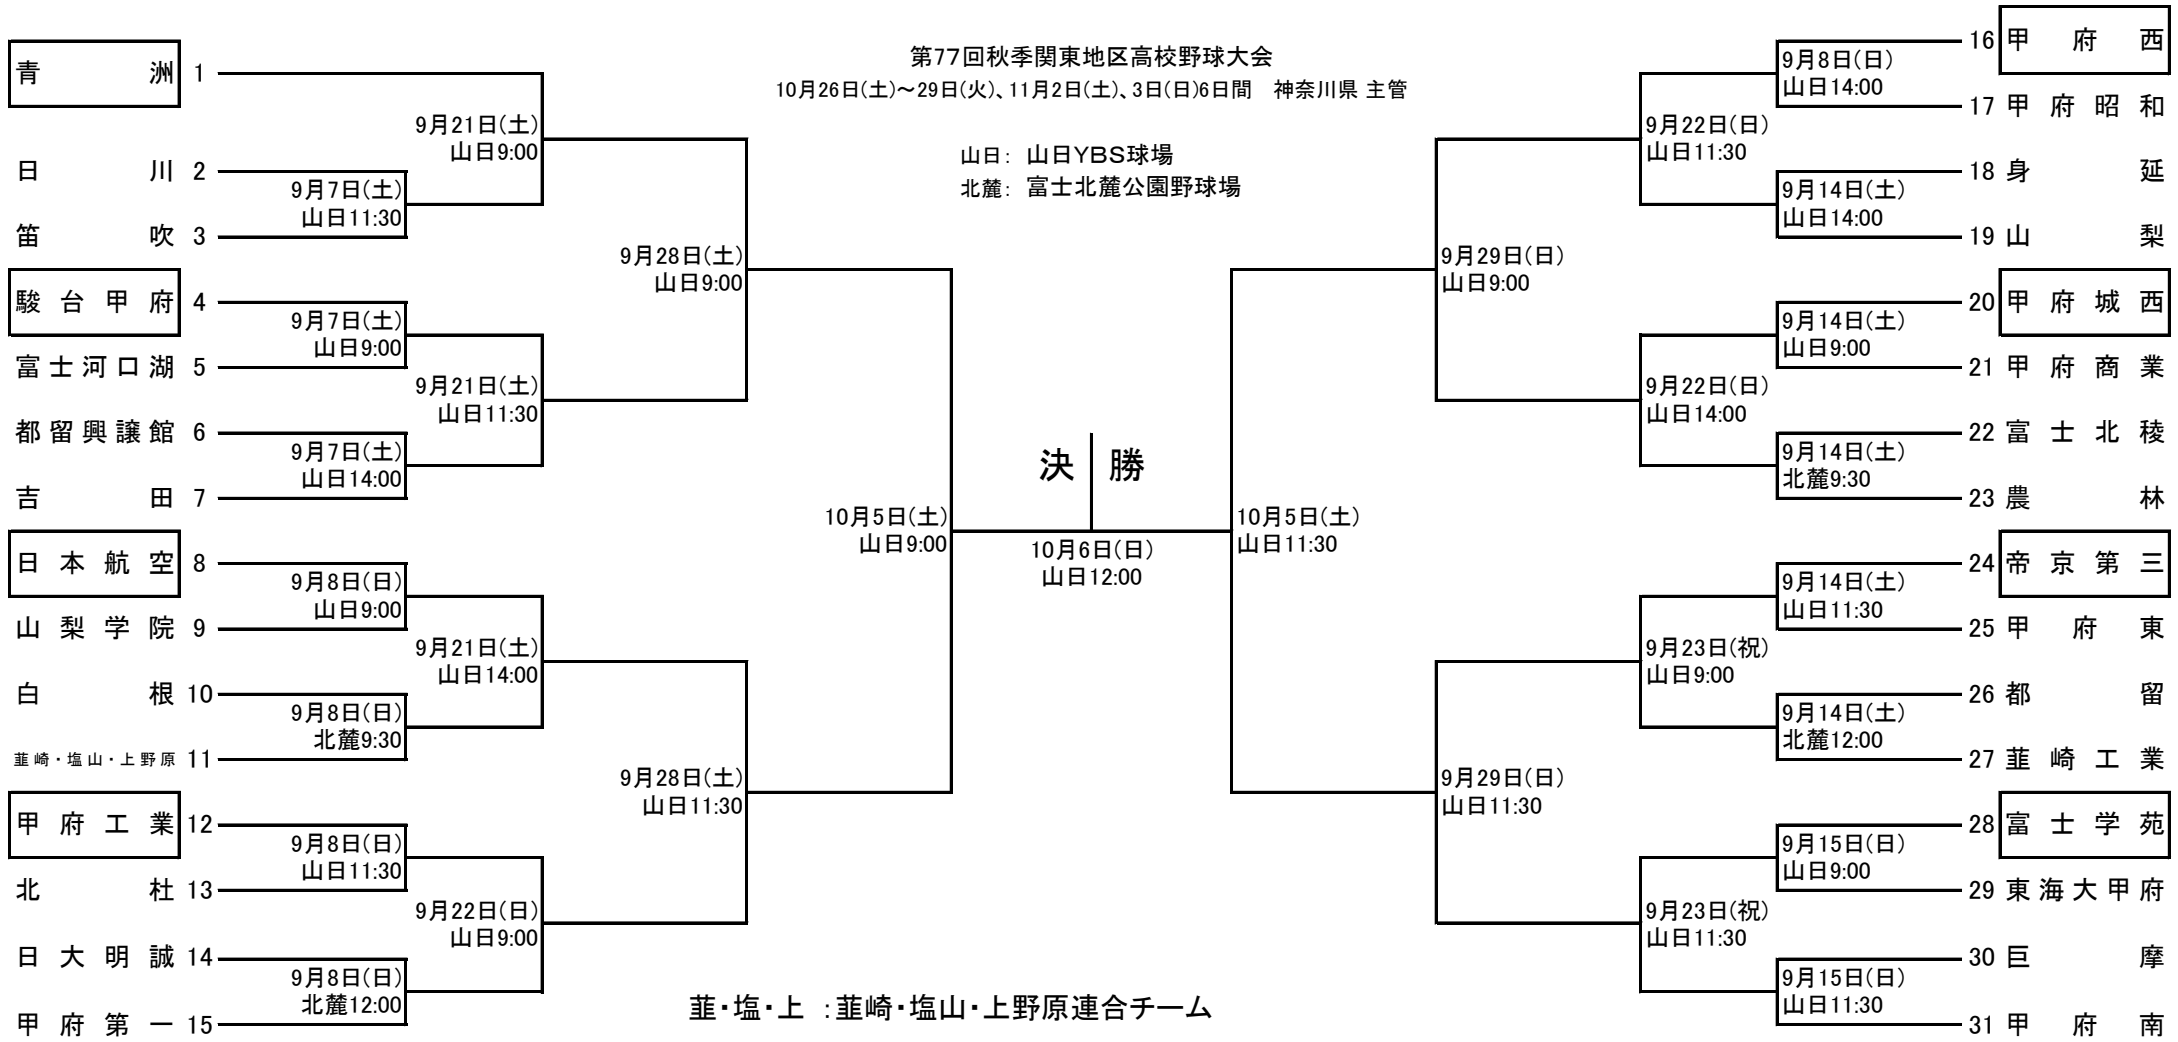 第77回秋季関東地区高校野球大会
10月26日(土)～29日(火)、11月2日(土)、3日(日)6日間　神奈川県 主管
山日： 山日YBS球場
北麓： 富士北麓公園野球場
青洲 1
日川 2
笛吹 3
駿台甲府 4
富士河口湖 5
都留興譲館 6
吉田 7
日本航空 8
山梨学院 9
白根 10
韮崎・塩山・上野原 11
甲府工業 12
北杜 13
日大明誠 14
甲府第一 15
9月7日(土)
山日11:30
9月7日(土)
山日9:00
9月7日(土)
山日14:00
9月8日(日)
山日9:00
9月8日(日)
北麓9:30
9月8日(日)
山日11:30
9月8日(日)
北麓12:00
9月21日(土)
山日9:00
9月21日(土)
山日11:30
9月21日(土)
山日14:00
9月22日(日)
山日9:00
9月28日(土)
山日9:00
9月28日(土)
山日11:30
10月5日(土)
山日9:00
決勝
10月6日(日)
山日12:00
10月5日(土)
山日11:30
9月29日(日)
山日9:00
9月29日(日)
山日11:30
9月22日(日)
山日11:30
9月22日(日)
山日14:00
9月23日(祝)
山日9:00
9月23日(祝)
山日11:30
9月8日(日)
山日14:00
9月14日(土)
山日14:00
9月14日(土)
山日9:00
9月14日(土)
北麓9:30
9月14日(土)
山日11:30
9月14日(土)
北麓12:00
9月15日(日)
山日9:00
9月15日(日)
山日11:30
16 甲府西
17 甲府昭和
18 身延
19 山梨
20 甲府城西
21 甲府商業
22 富士北稜
23 農林
24 帝京第三
25 甲府東
26 都留
27 韮崎工業
28 富士学苑
29 東海大甲府
30 巨摩
31 甲府南
韮・塩・上 ：韮崎・塩山・上野原連合チーム